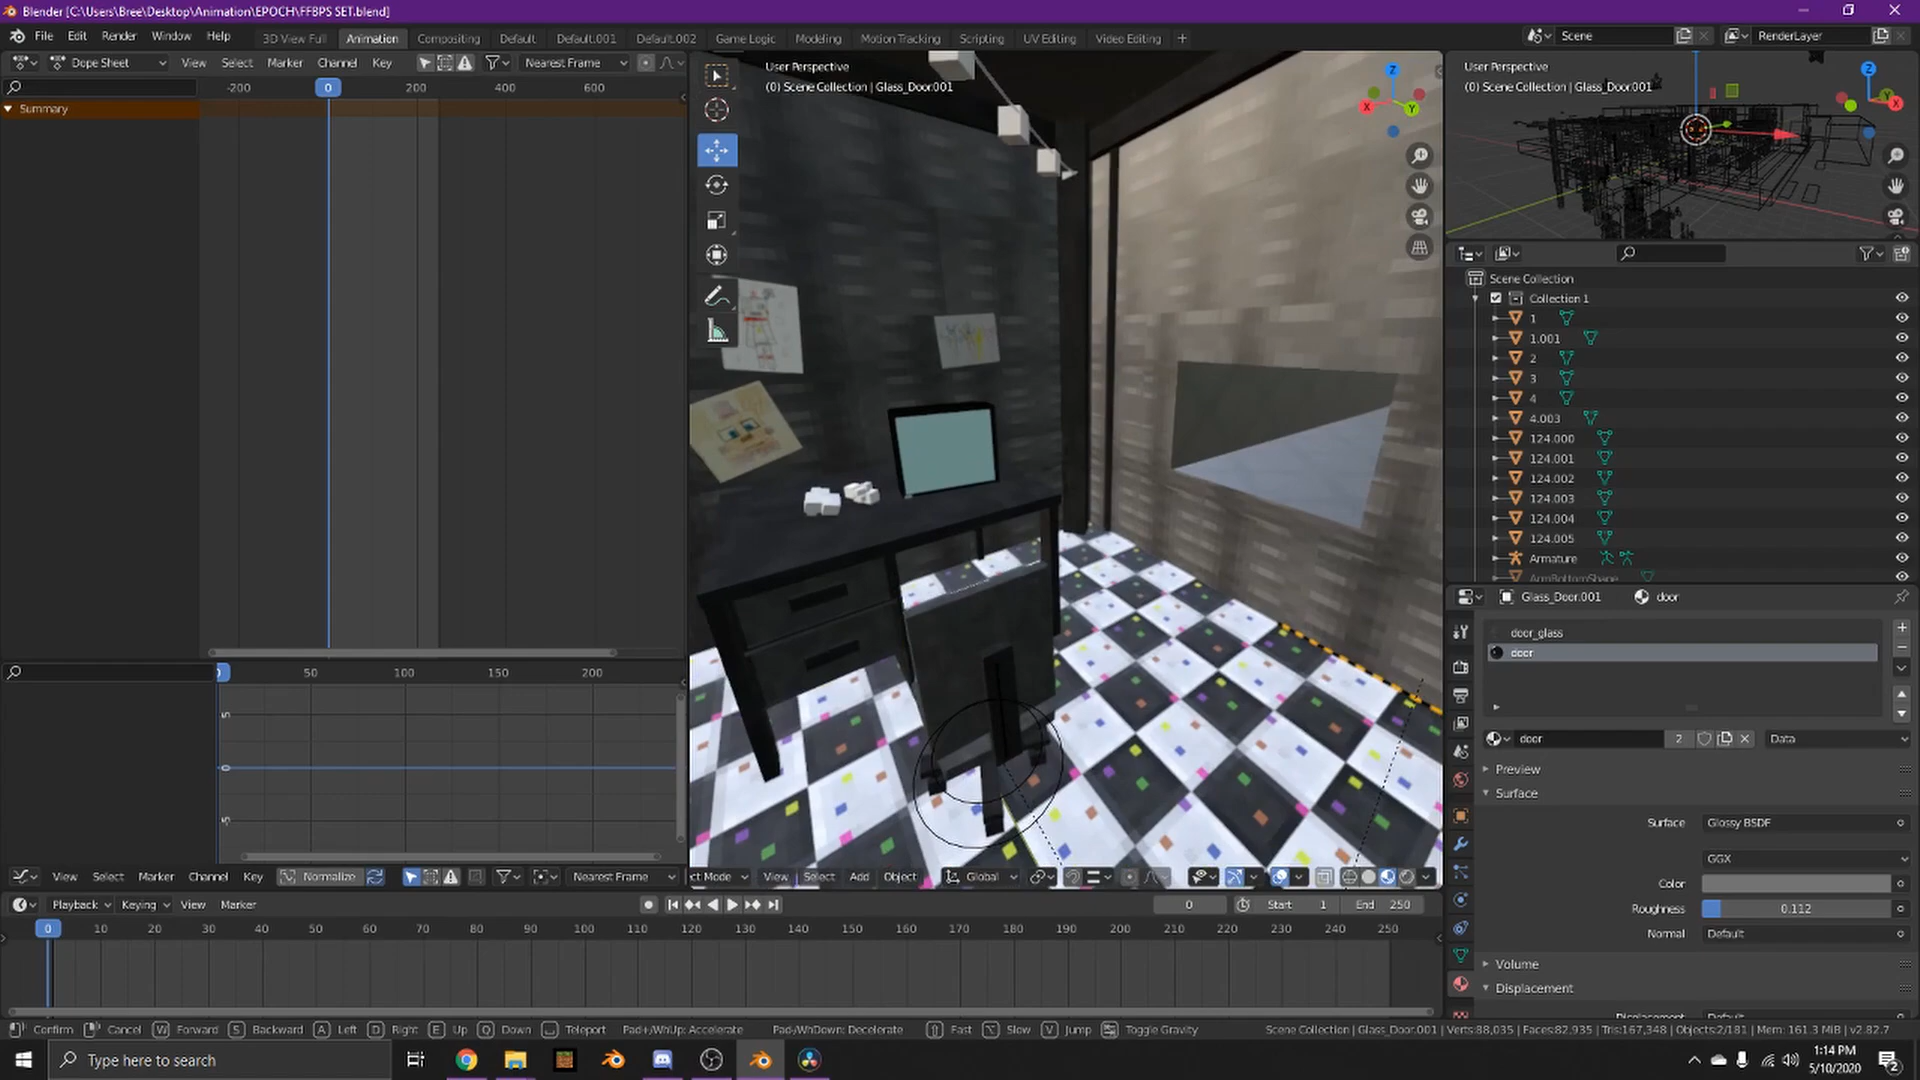 Blender [C:\Users\Bree\Desktop\Animation\EPOCH\FF8PS SET.blend]
File Edit Render Window Help 3D View Full Animation Compositing Default Default.001 Default.002 Game Logic Modeling Motion Tracking Scripting UV Editing Video Editing + Scene RenderLayer
Dope Sheet View Select Marker Channel Key Nearest Frame
User Perspective
(0) Scene Collection | Glass_Door.001
User Perspective
(0) Scene Collection | Glass_Door.001
-200 0 200 400 600
Summary
Z X Y
Z Y X
Scene Collection
Collection 1
1
1.001
2
3
4
4.003
124.000
124.001
124.002
124.003
124.004
124.005
Armature
ArmBottomShape
Glass_Door.001 door
door_glass
door
door 2 Data
Preview
Surface
Surface Glossy BSDF
GGX
Color
Roughness 0.112
Normal Default
Volume
Displacement
Displacement Default
0 50 100 150 200
5
0
-5
View Select Marker Channel Key Normalize Nearest Frame
ct Mode View Select Add Object Global
Playback Keying View Marker 0 Start 1 End 250
0 10 20 30 40 50 60 70 80 90 100 110 120 130 140 150 160 170 180 190 200 210 220 230 240 250
Confirm Cancel W Forward S Backward A Left D Right E Up Q Down Teleport Pad+/WhUp: Accelerate Pad-/WhDown: Decelerate Fast Slow V Jump Toggle Gravity Scene Collection | Glass_Door.001 | Verts:88,035 | Faces:82,935 | Tris:167,348 | Objects:2/181 | Mem: 161.3 MiB | v2.82.7
Type here to search
1:14 PM
5/10/2020
2